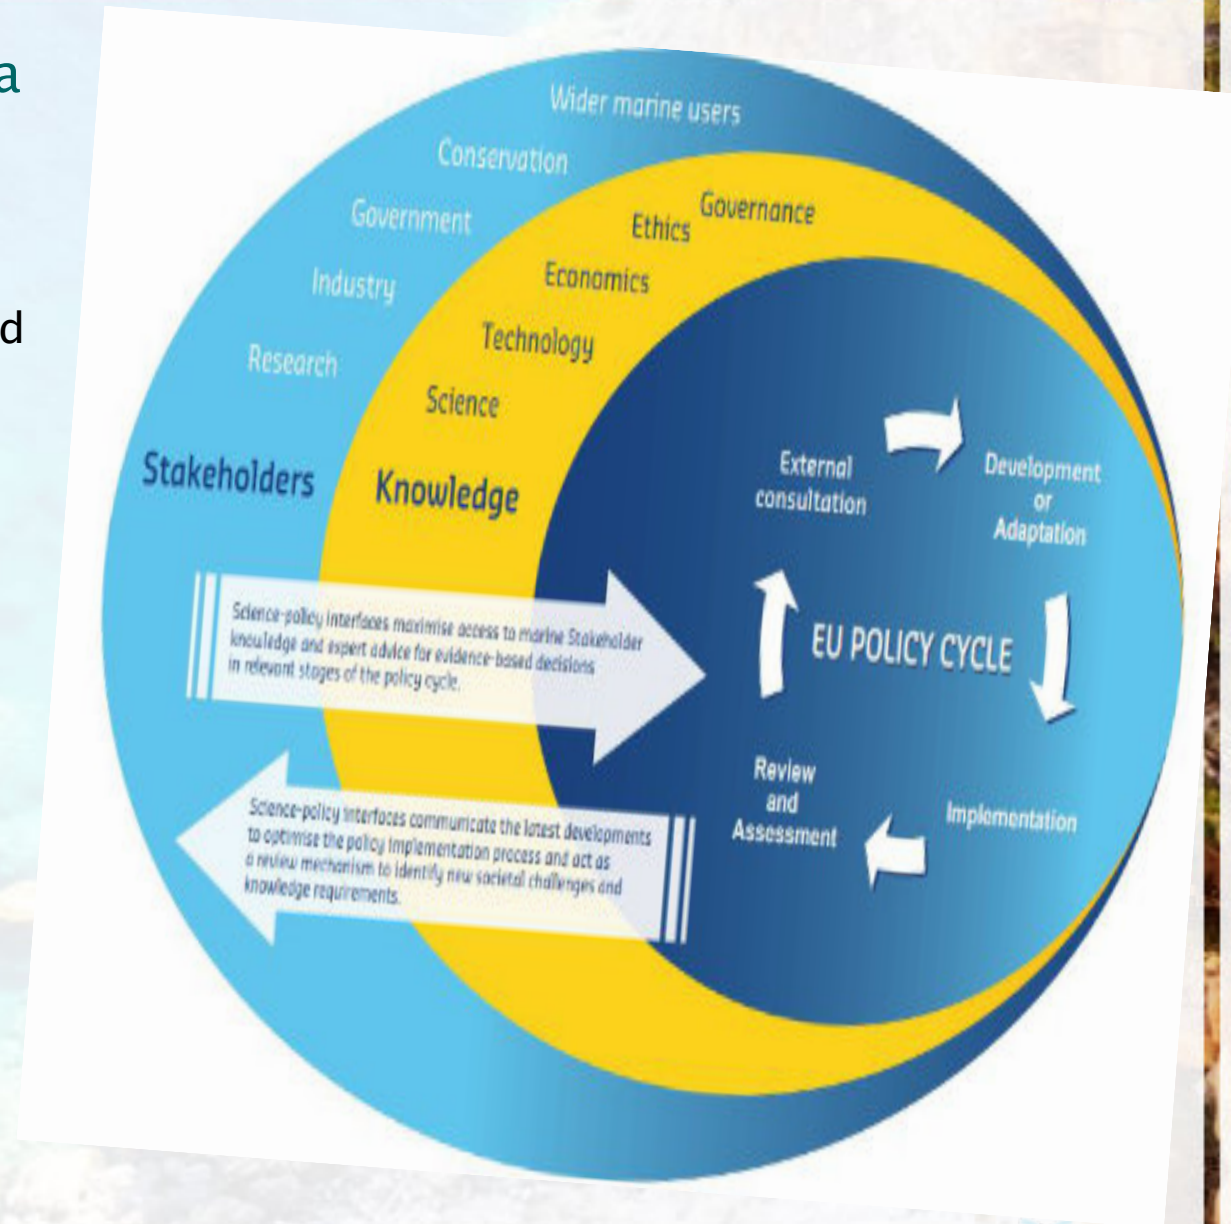 a
d
Wider marine users
Conservation
Government
Industry
Research
Stakeholders
Governance
Ethics
Economics
Technology
Science
Knowledge
External
consultation
Development
or
Adaptation
EU POLICY CYCLE
Review
and
Assessment
Implementation
Science-policy interfaces maximise access to marine Stakeholder
knowledge and expert advice for evidence-based decisions
in relevant stages of the policy cycle.
Science-policy interfaces communicate the latest developments
to optimise the policy implementation process and act as
a review mechanism to identify new societal challenges and
knowledge requirements.